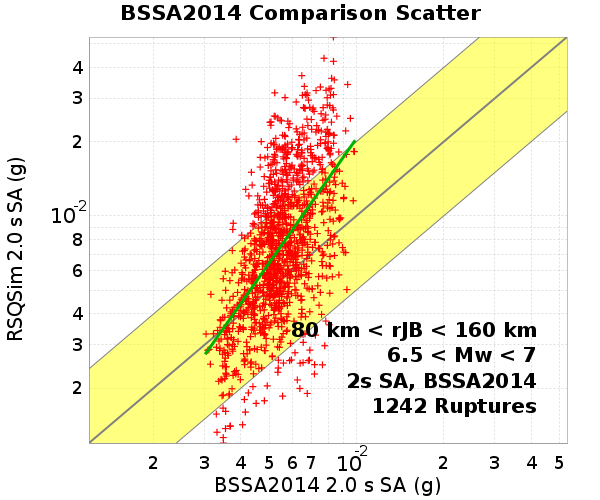 BSSA2014 Comparison Scatter
RSQSim 2.0 s SA (g)
4
3
2
10-2
8
6
4
3
2
80 km < rJB < 160 km
6.5 < Mw < 7
2s SA, BSSA2014
1242 Ruptures
2 3 4 5 6 7 10-2 2 3 4 5
BSSA2014 2.0 s SA (g)